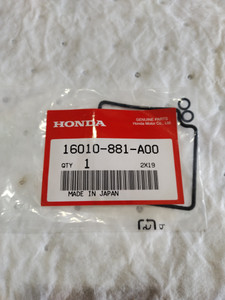 HONDA
GENUINE PARTS
Honda Motor Co., Ltd.
16010-881-A00
QTY 1 2X19
MADE IN JAPAN